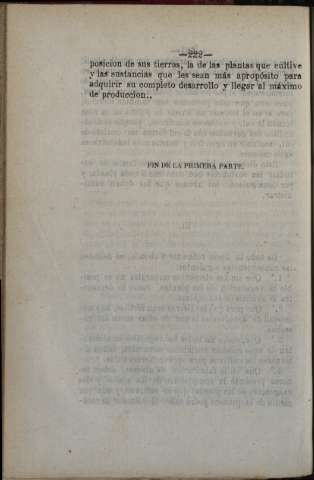 —222—
posicion de sus tierras, la de las plantas que cultive
y las sustancias que les sean más apropósito para
adquirir su completo desarrollo y llegar al máximo
de produccion..
FIN DE LA PRIMERA PARTE.